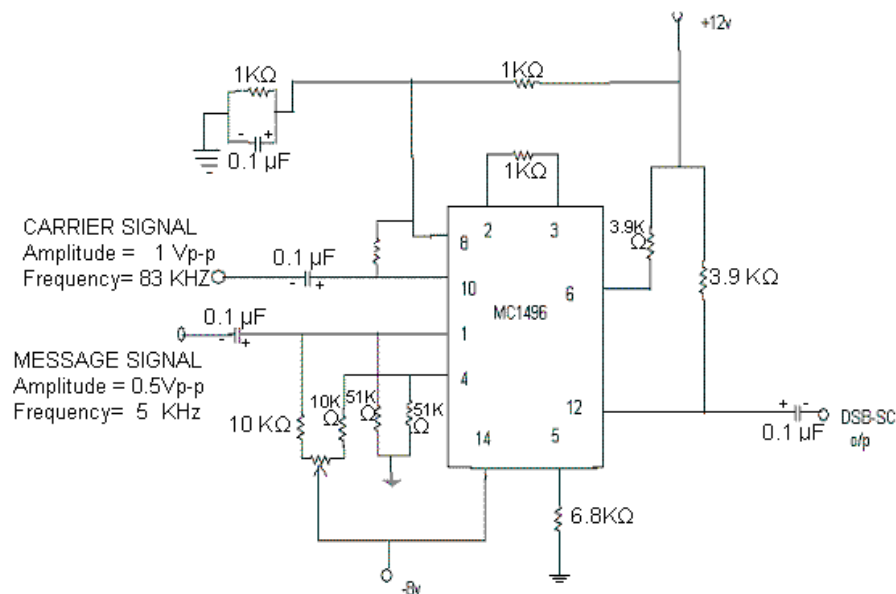 +12v
1KΩ
1KΩ
- +
0.1 µF
1KΩ
CARRIER SIGNAL
Amplitude = 1 Vp-p
Frequency= 83 KHZ
0.1 µF
- +
8
2
3
3.9K
Ω
3.9 KΩ
10
6
MC1496
0.1 µF
- +
1
MESSAGE SIGNAL
Amplitude = 0.5Vp-p
Frequency= 5 KHz
4
10 KΩ
10K
Ω
51K
Ω
51K
Ω
14
5
12
+ -
0.1 µF
DSB-SC
o/p
6.8KΩ
-8v